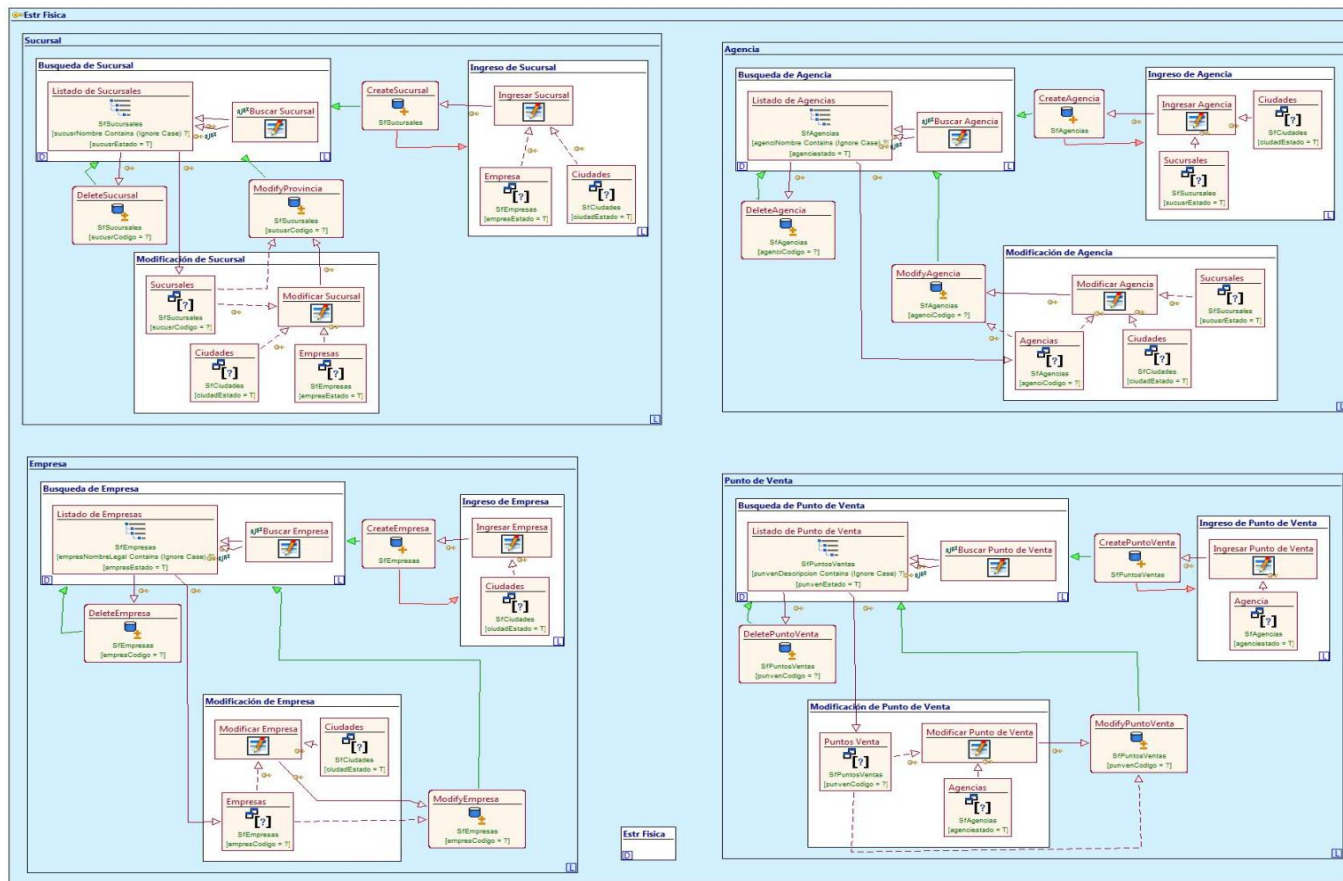 Estr Fisica
Sucursal
Busqueda de Sucursal
Listado de Sucursales
SfSucursales
[sucusrNombre Contains (Ignore Case) ?]
[sucusrEstado = T]
AJAX
Buscar Sucursal
AJAX
D
L
CreateSucursal
SfSucursales
Ingreso de Sucursal
Ingresar Sucursal
Empresa
[?]
SfEmpresas
[empresEstado = T]
Ciudades
[?]
SfCiudades
[ciudadEstado = T]
L
DeleteSucursal
SfSucursales
[sucusrCodigo = ?]
ModifyProvincia
SfSucursales
[sucusrCodigo = ?]
Modificación de Sucursal
Sucursales
[?]
SfSucursales
[sucusrCodigo = ?]
Modificar Sucursal
Ciudades
[?]
SfCiudades
[ciudadEstado = T]
Empresas
[?]
SfEmpresas
[empresEstado = T]
L
Agencia
Busqueda de Agencia
Listado de Agencias
SfAgencias
[agenciNombre Contains (Ignore Case) ?]
[agenciestado = T]
AJAX
Buscar Agencia
AJAX
D
L
CreateAgencia
SfAgencias
Ingreso de Agencia
Ingresar Agencia
Ciudades
[?]
SfCiudades
[ciudadEstado = T]
Sucursales
[?]
SfSucursales
[sucusrEstado = T]
L
DeleteAgencia
SfAgencias
[agenciCodigo = ?]
ModifyAgencia
SfAgencias
[agenciCodigo = ?]
Modificación de Agencia
Modificar Agencia
Sucursales
[?]
SfSucursales
[sucusrEstado = T]
Agencias
[?]
SfAgencias
[agenciCodigo = ?]
Ciudades
[?]
SfCiudades
[ciudadEstado = T]
L
Empresa
Busqueda de Empresa
Listado de Empresas
SfEmpresas
[empresNombreLegal Contains (Ignore Case) ?]
[empresEstado = T]
AJAX
Buscar Empresa
AJAX
D
L
CreateEmpresa
SfEmpresas
Ingreso de Empresa
Ingresar Empresa
Ciudades
[?]
SfCiudades
[ciudadEstado = T]
L
DeleteEmpresa
SfEmpresas
[empresCodigo = ?]
Modificación de Empresa
Modificar Empresa
Ciudades
[?]
SfCiudades
[ciudadEstado = T]
Empresas
[?]
SfEmpresas
[empresCodigo = ?]
ModifyEmpresa
SfEmpresas
[empresCodigo = ?]
L
Estr Fisica
D
Punto de Venta
Busqueda de Punto de Venta
Listado de Punto de Venta
SfPuntosVentas
[punvenDescripcion Contains (Ignore Case) ?]
[punvenEstado = T]
AJAX
Buscar Punto de Venta
AJAX
D
L
CreatePuntoVenta
SfPuntosVentas
Ingreso de Punto de Venta
Ingresar Punto de Venta
Agencia
[?]
SfAgencias
[agenciestado = T]
L
DeletePuntoVenta
SfPuntosVentas
[punvenCodigo = ?]
Modificación de Punto de Venta
Puntos Venta
[?]
SfPuntosVentas
[punvenCodigo = ?]
Modificar Punto de Venta
Agencias
[?]
SfAgencias
[agenciestado = T]
ModifyPuntoVenta
SfPuntosVentas
[punvenCodigo = ?]
L